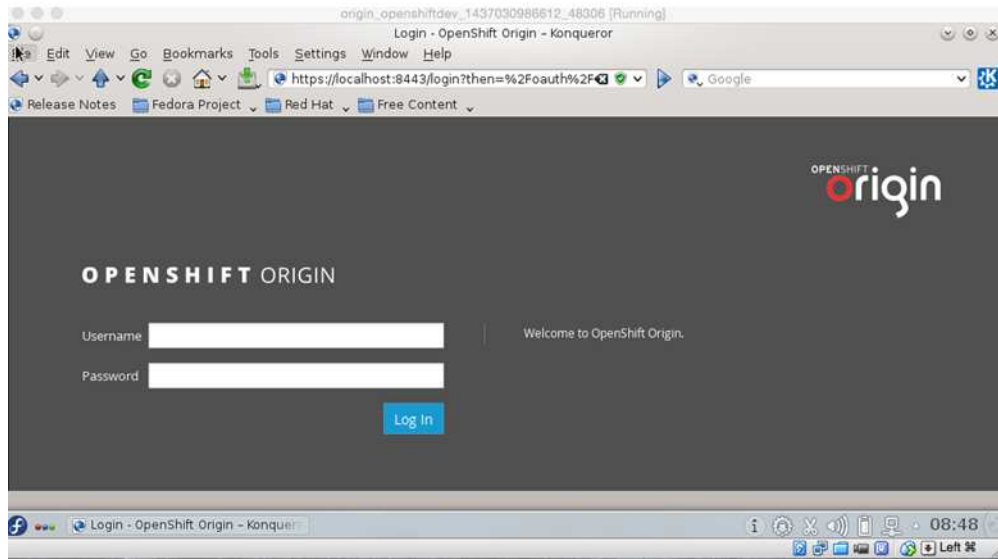 origin_openshiftdev_1437030986612_48306 [Running]
Login - OpenShift Origin – Konqueror
Edit View Go Bookmarks Tools Settings Window Help
https://localhost:8443/login?then=%2Foauth%2F
Google
Release Notes Fedora Project Red Hat Free Content
OPENSHIFT
origin
OPENSHIFT ORIGIN
Username
Welcome to OpenShift Origin.
Password
Log In
Login - OpenShift Origin – Konquer
08:48
Left ⌘